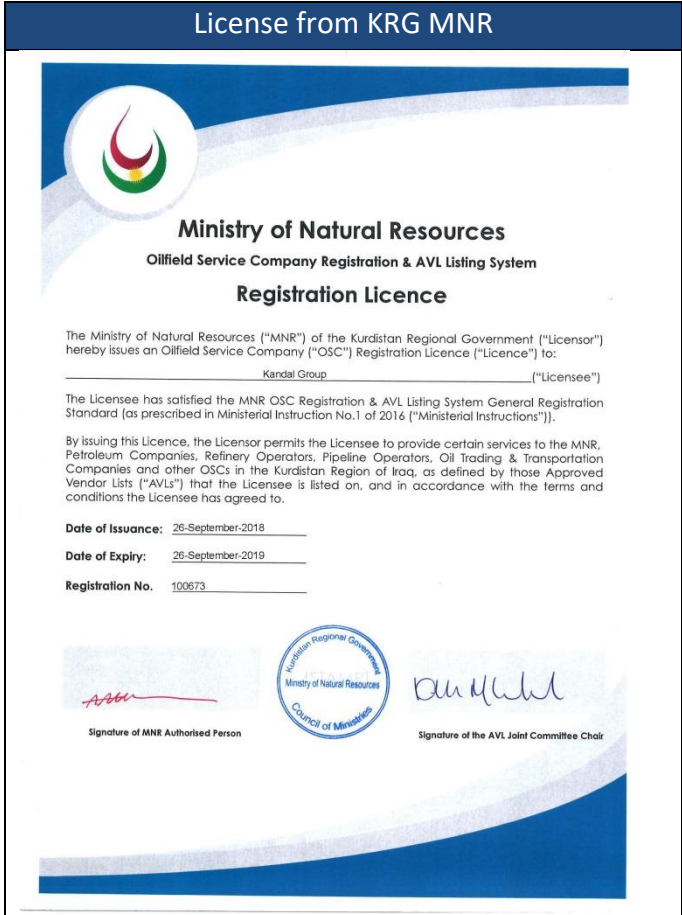 License from KRG MNR
Ministry of Natural Resources
Oilfield Service Company Registration & AVL Listing System
Registration Licence
The Ministry of Natural Resources ("MNR") of the Kurdistan Regional Government ("Licensor")
hereby issues an Oilfield Service Company ("OSC") Registration Licence ("Licence") to:
Kandal Group ("Licensee")
The Licensee has satisfied the MNR OSC Registration & AVL Listing System General Registration
Standard (as prescribed in Ministerial Instruction No.1 of 2016 ("Ministerial Instructions")).
By issuing this Licence, the Licensor permits the Licensee to provide certain services to the MNR,
Petroleum Companies, Refinery Operators, Pipeline Operators, Oil Trading & Transportation
Companies and other OSCs in the Kurdistan Region of Iraq, as defined by those Approved
Vendor Lists ("AVLs") that the Licensee is listed on, and in accordance with the terms and
conditions the Licensee has agreed to.
Date of Issuance: 26-September-2018
Date of Expiry: 26-September-2019
Registration No. 100673
Kurdistan Regional Government
Ministry of Natural Resources
Council of Ministries
Signature of MNR Authorised Person
Signature of the AVL Joint Committee Chair